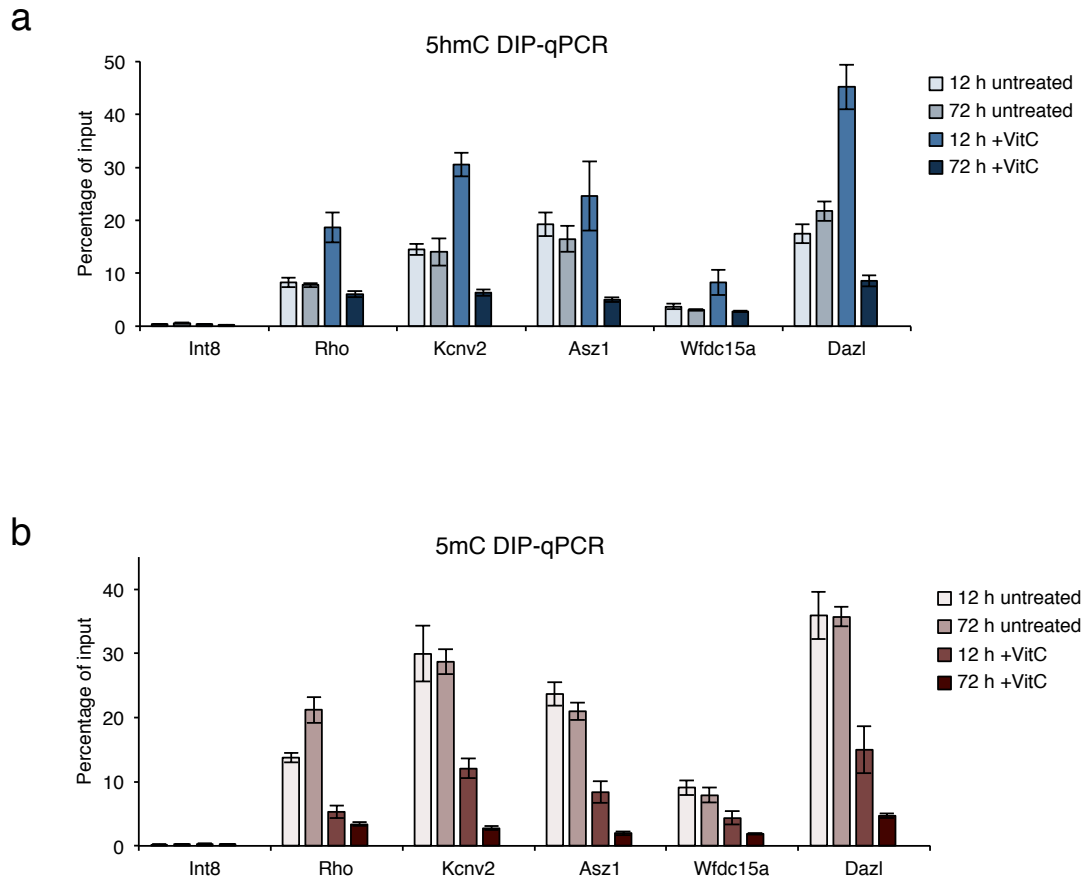 a
5hmC DIP-qPCR
Percentage of input
50
40
30
20
10
0
Int8 Rho Kcnv2 Asz1 Wfdc15a Dazl
12 h untreated
72 h untreated
12 h +VitC
72 h +VitC
b
5mC DIP-qPCR
Percentage of input
40
30
20
10
0
Int8 Rho Kcnv2 Asz1 Wfdc15a Dazl
12 h untreated
72 h untreated
12 h +VitC
72 h +VitC